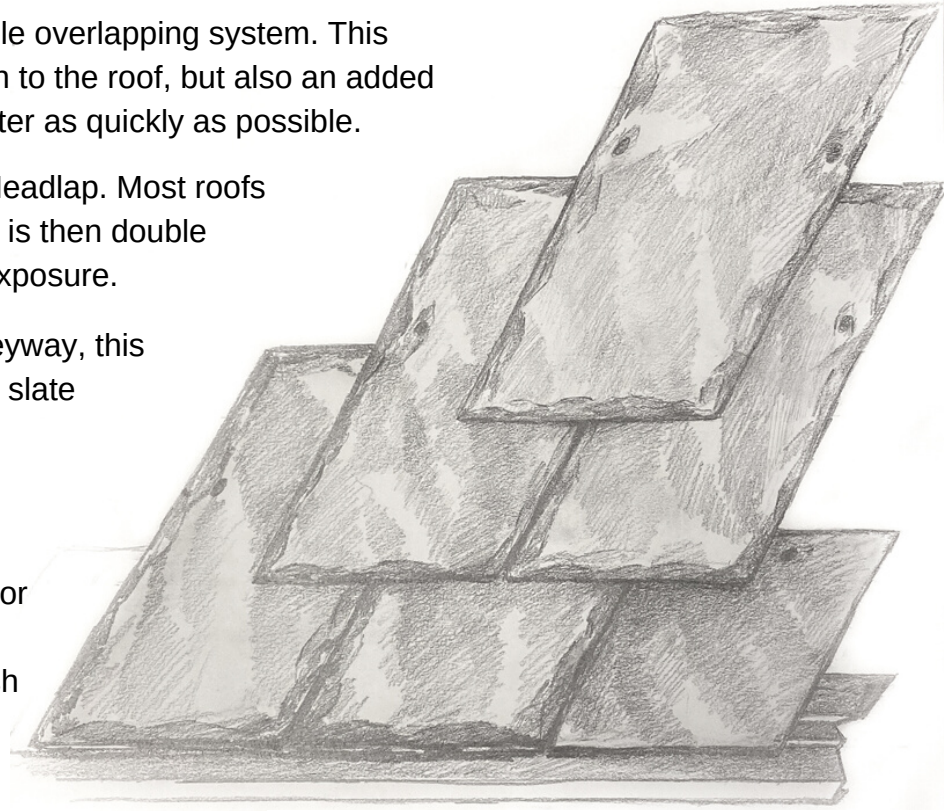 le overlapping system. This
n to the roof, but also an added
ter as quickly as possible.
Headlap. Most roofs
is then double
xposure.
eyway, this
slate
or
h